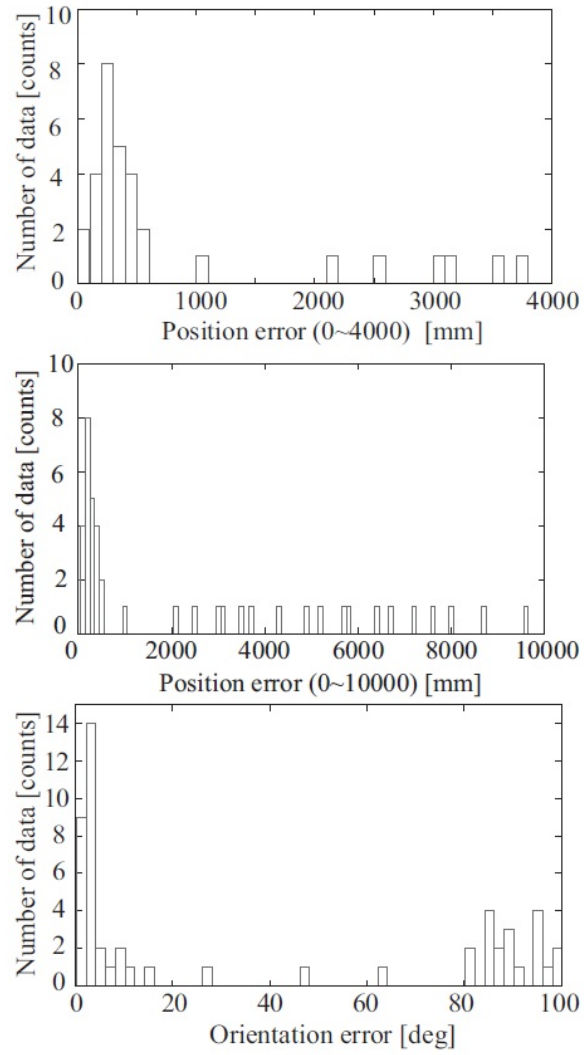 10
8
6
4
2
0
Number of data [counts]
0 1000 2000 3000 4000
Position error (0~4000) [mm]
10
8
6
4
2
0
Number of data [counts]
0 2000 4000 6000 8000 10000
Position error (0~10000) [mm]
14
12
10
8
6
4
2
0
Number of data [counts]
0 20 40 60 80 100
Orientation error [deg]